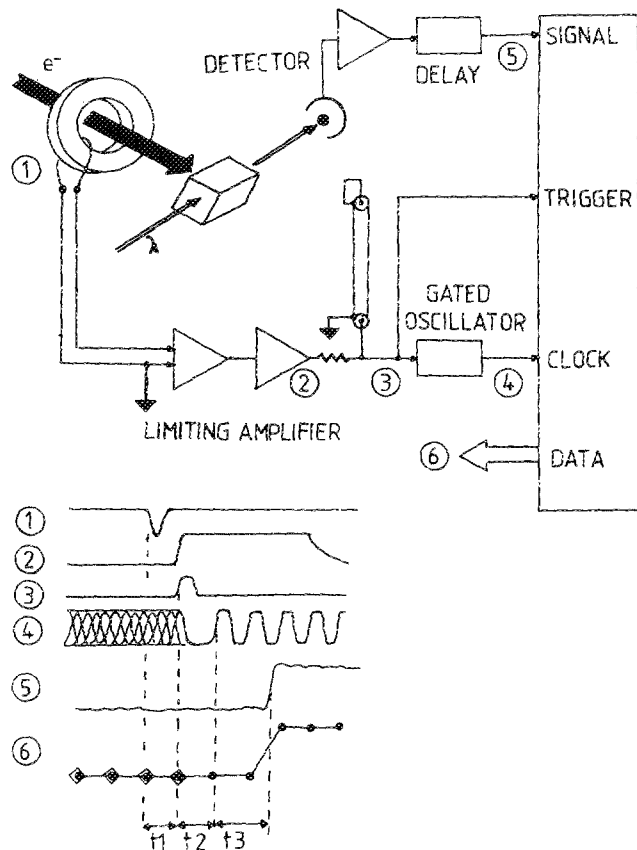 e⁻
DETECTOR
DELAY
⑤
SIGNAL
①
λ
TRIGGER
GATED
OSCILLATOR
②
③
④
CLOCK
LIMITING AMPLIFIER
⑥
DATA
①
②
③
④
⑤
⑥
t1
t2
t3